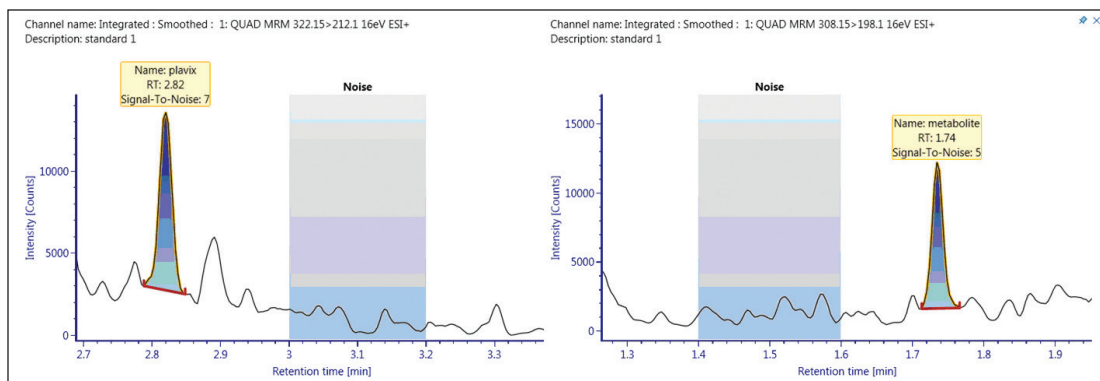 Channel name: Integrated : Smoothed : 1: QUAD MRM 322.15>212.1 16eV ESI+
Description: standard 1
Name: plavix
RT: 2.82
Signal-To-Noise: 7
Noise
Intensity [Counts]
10000
5000
0
2.7 2.8 2.9 3 3.1 3.2 3.3
Retention time [min]
Channel name: Integrated : Smoothed : 1: QUAD MRM 308.15>198.1 16eV ESI+
Description: standard 1
Noise
Name: metabolite
RT: 1.74
Signal-To-Noise: 5
Intensity [Counts]
15000
10000
5000
0
1.3 1.4 1.5 1.6 1.7 1.8 1.9
Retention time [min]